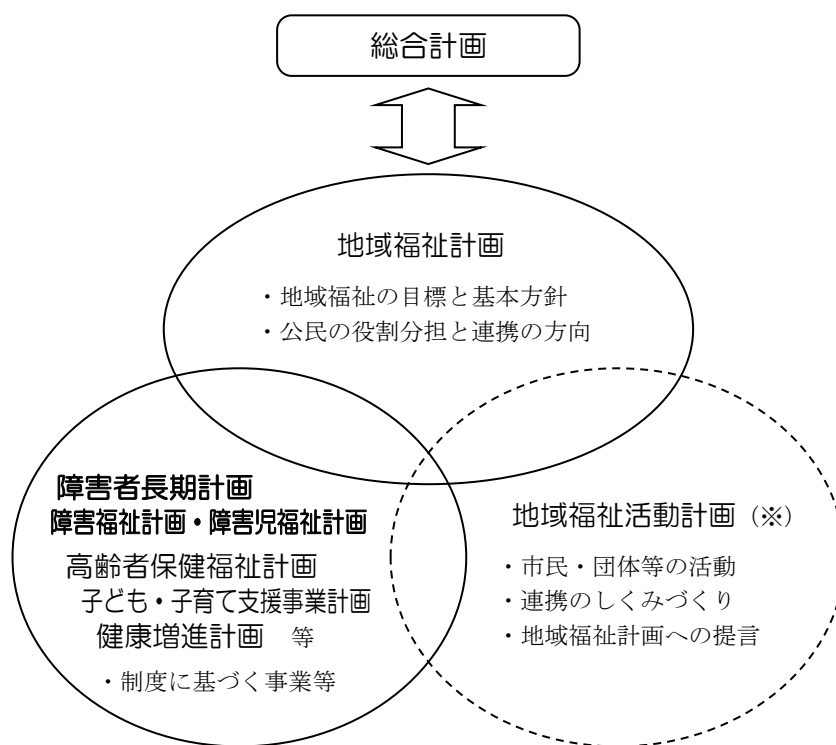 総合計画
地域福祉計画
・地域福祉の目標と基本方針
・公民の役割分担と連携の方向
障害者長期計画
障害福祉計画・障害児福祉計画
高齢者保健福祉計画
子ども・子育て支援事業計画
健康増進計画 等
・制度に基づく事業等
地域福祉活動計画（※）
・市民・団体等の活動
・連携のしくみづくり
・地域福祉計画への提言